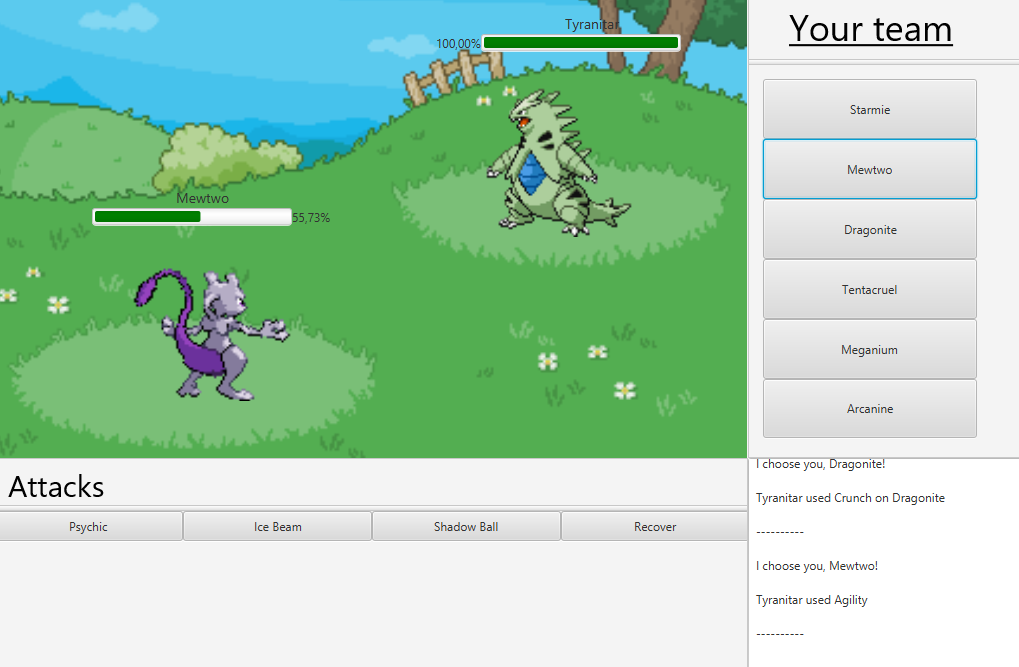 Tyranitar
100,00%
Mewtwo
55,73%
Your team
Starmie
Mewtwo
Dragonite
Tentacruel
Meganium
Arcanine
Attacks
Psychic
Ice Beam
Shadow Ball
Recover
I choose you, Dragonite!
Tyranitar used Crunch on Dragonite
----------
I choose you, Mewtwo!
Tyranitar used Agility
----------